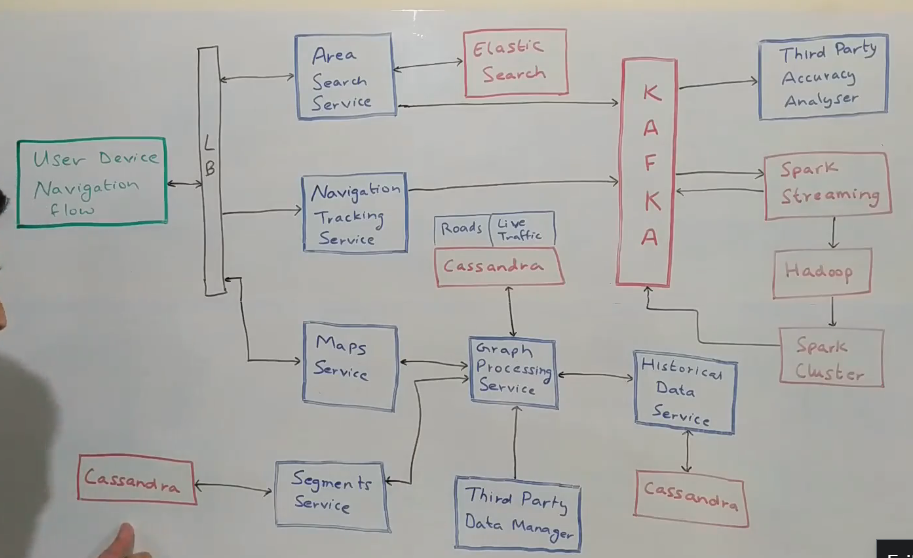 Area
Search
Service
Elastic
Search
K
A
F
K
A
Third Party
Accuracy
Analyser
User Device
Navigation
flow
L
B
Navigation
Tracking
Service
Roads
Live
Traffic
Cassandra
Spark
Streaming
Hadoop
Spark
Cluster
Maps
Service
Graph
Processing
Service
Historical
Data
Service
Cassandra
Segments
Service
Third Party
Data Manager
Cassandra